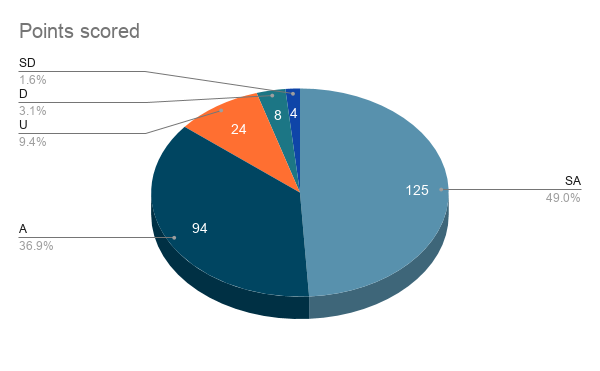 Points scored
SD
1.6%
D
3.1%
U
9.4%
A
36.9%
SA
49.0%
4
8
24
94
125